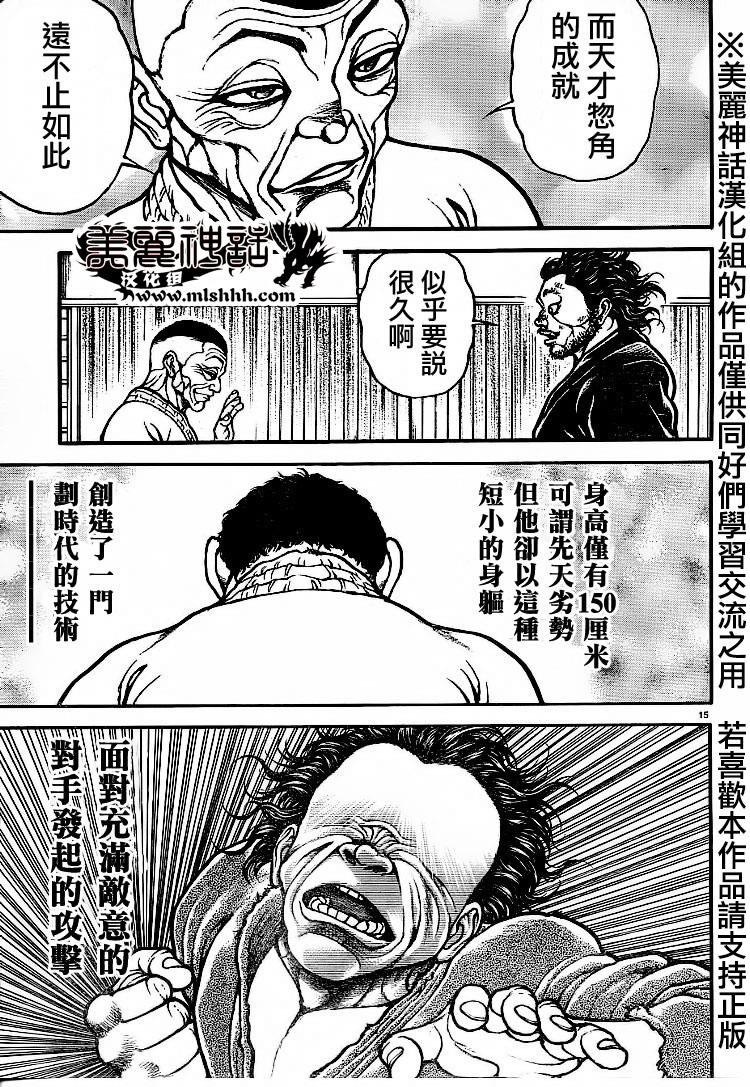 ※美麗神話漢化組的作品僅供同好們學習交流之用　若喜歡本作品請支持正版
而天才惣角
的成就
遠不止如此
美麗神話
汉化组
www.mlshhh.com
似乎要說
很久啊
身高僅有150厘米
可謂先天劣勢
但他卻以這種
短小的身軀
創造了一門
劃時代的技術
15
面對充滿敵意的
對手發起的攻擊